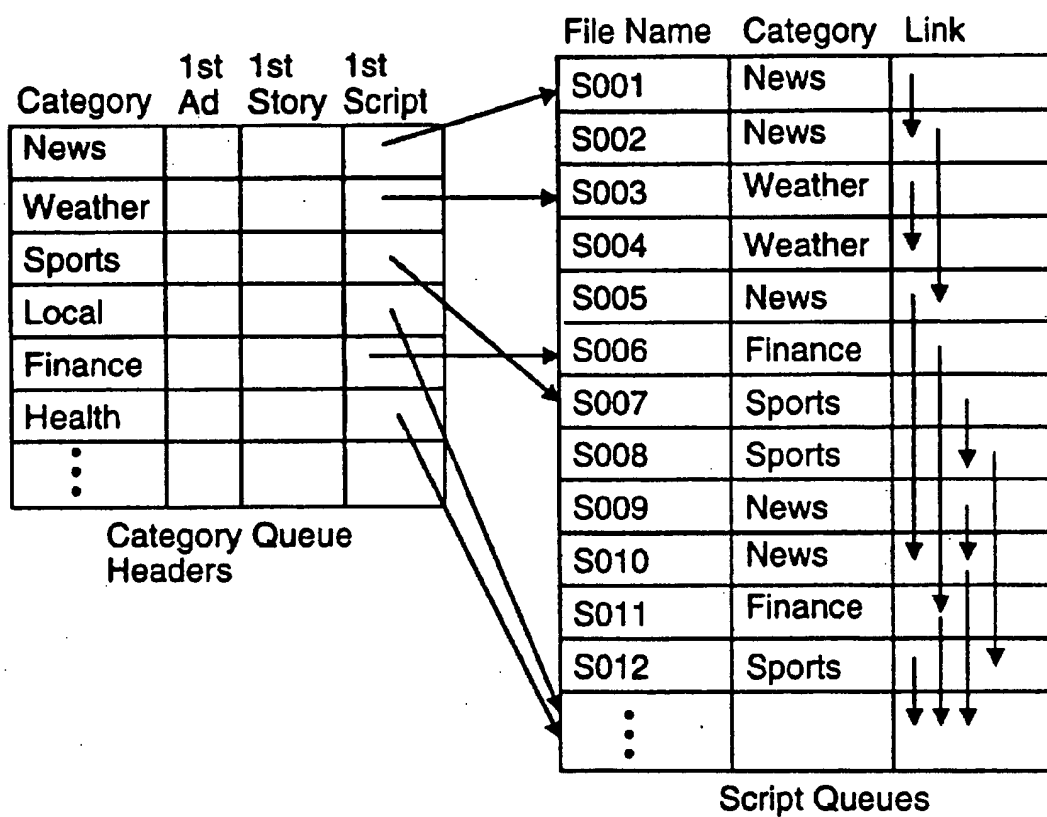 1st 1st 1st
Category Ad Story Script
News
Weather
Sports
Local
Finance
Health
Category Queue
Headers
File Name Category Link
S001 News
S002 News
S003 Weather
S004 Weather
S005 News
S006 Finance
S007 Sports
S008 Sports
S009 News
S010 News
S011 Finance
S012 Sports
Script Queues